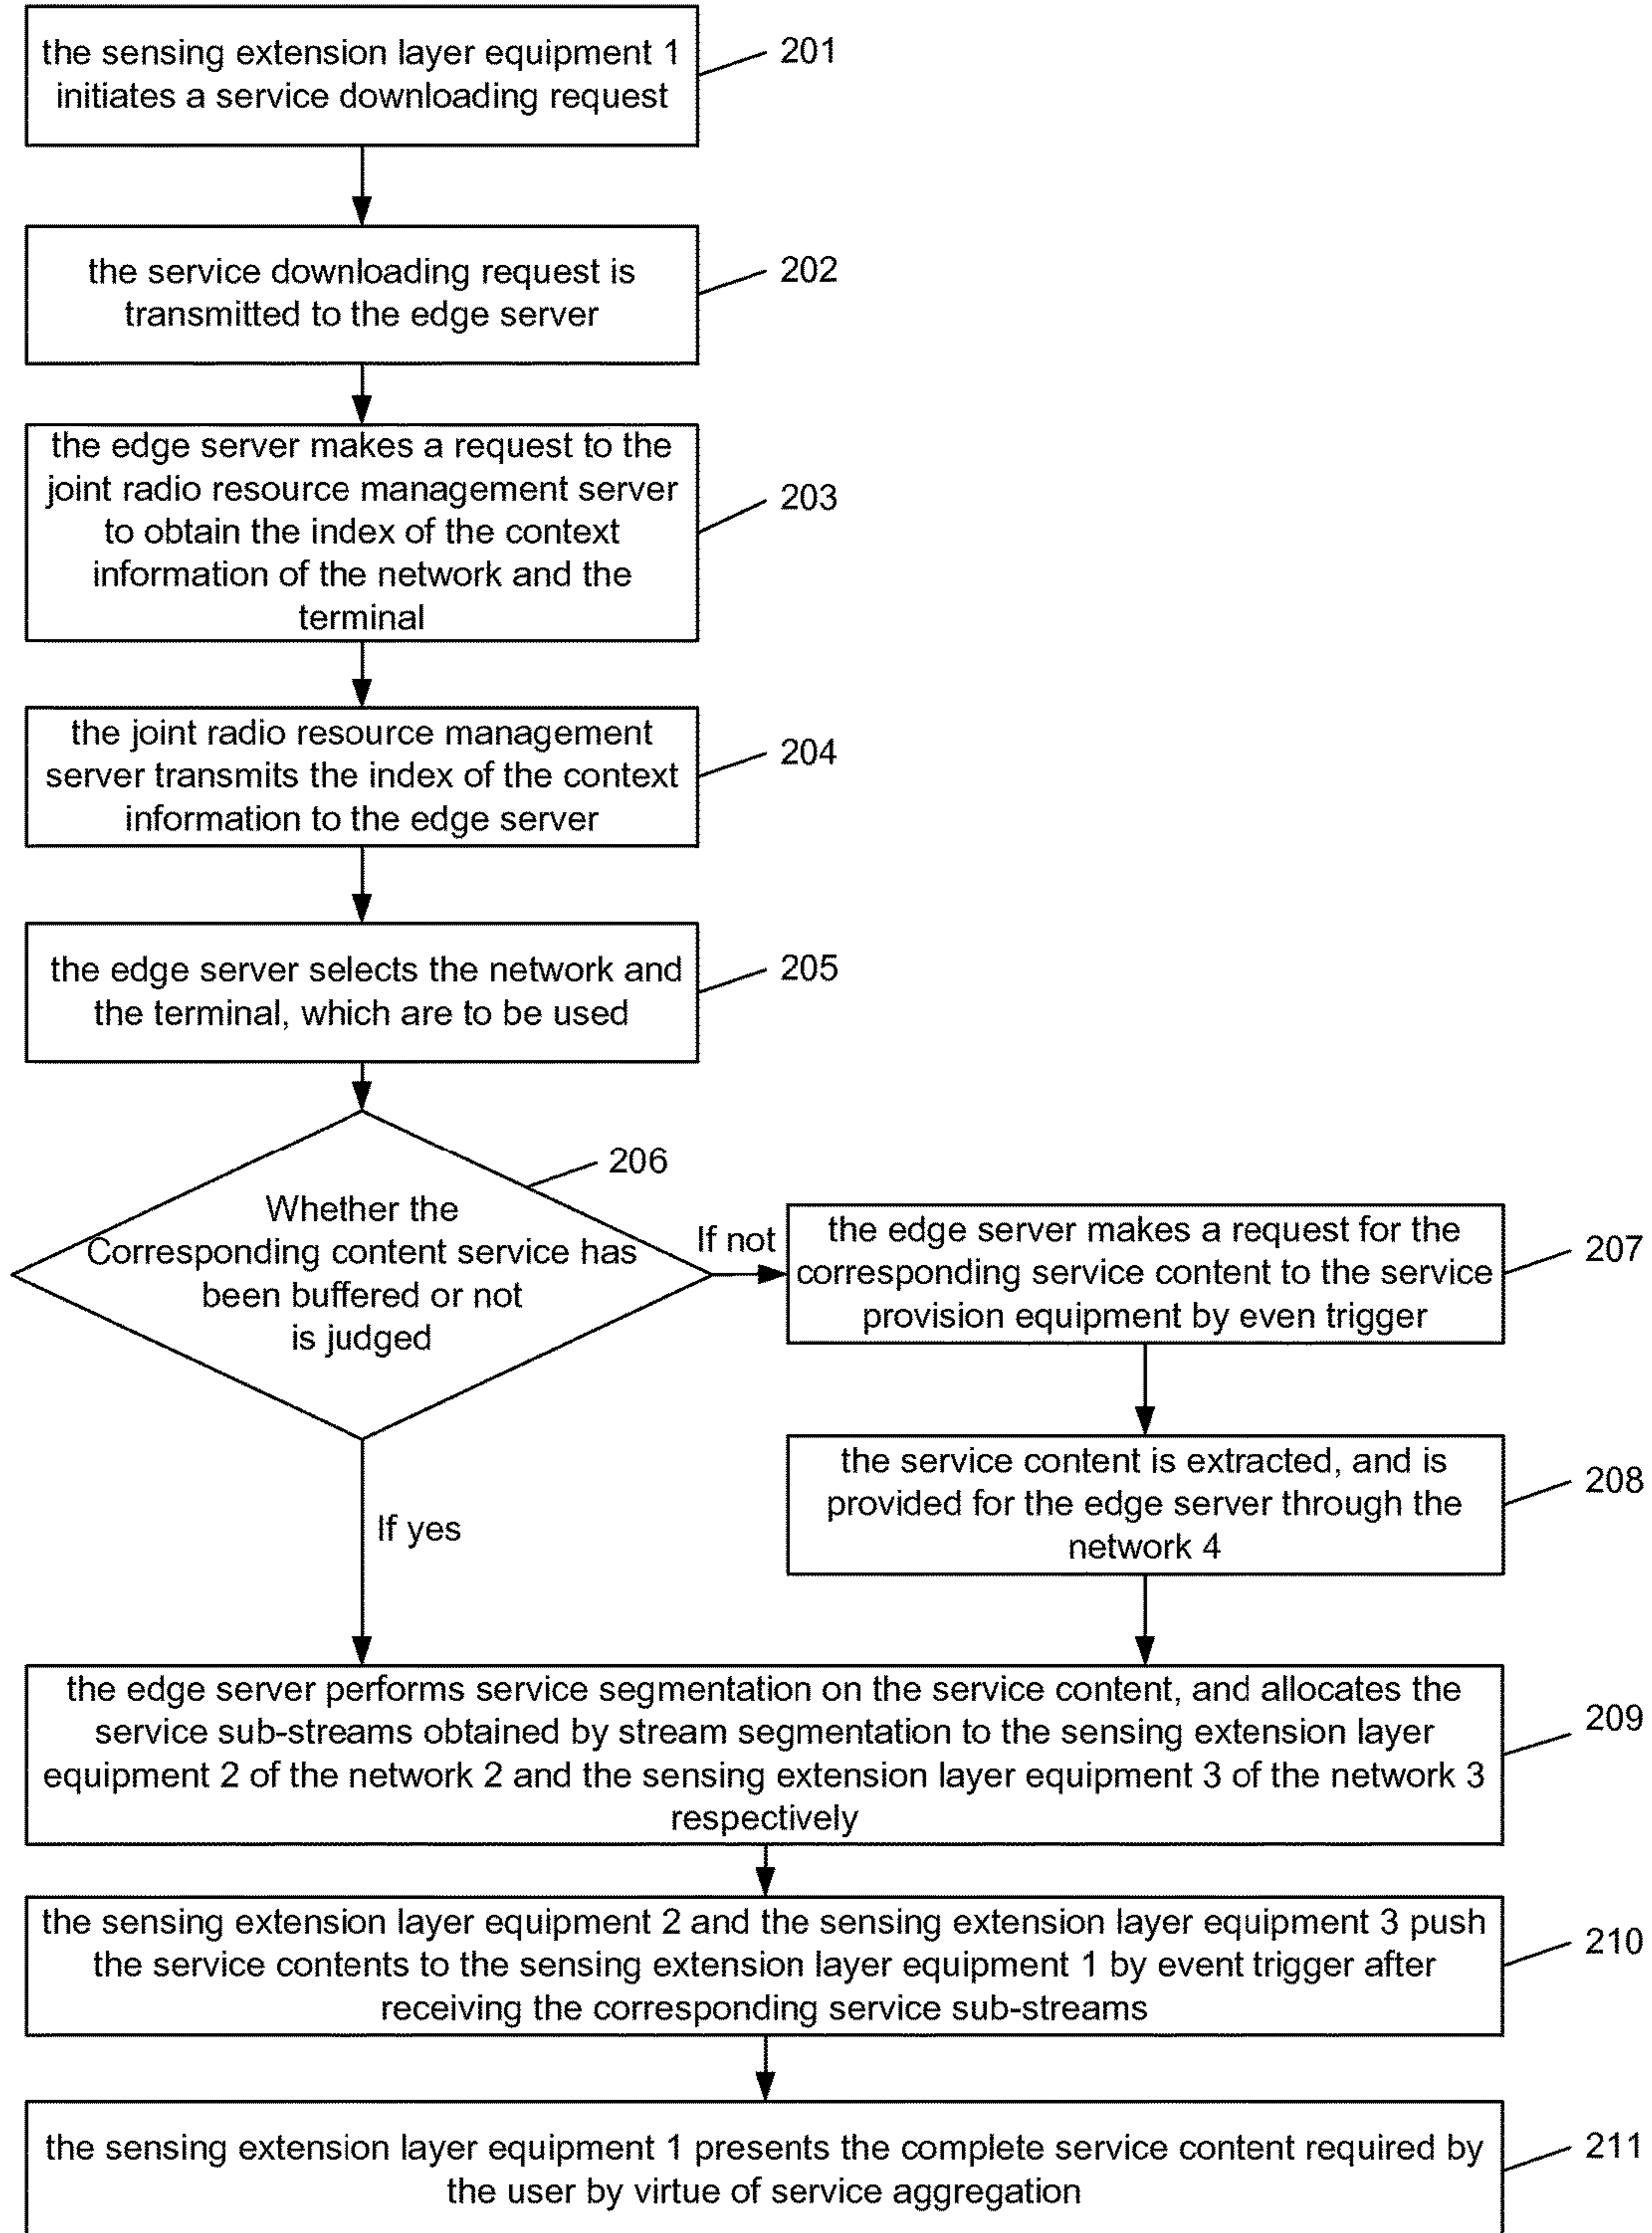 the sensing extension layer equipment 1
initiates a service downloading request
201
the service downloading request is
transmitted to the edge server
202
the edge server makes a request to the
joint radio resource management server
to obtain the index of the context
information of the network and the
terminal
203
the joint radio resource management
server transmits the index of the context
information to the edge server
204
the edge server selects the network and
the terminal, which are to be used
205
206
Whether the
Corresponding content service has
been buffered or not
is judged
If not
the edge server makes a request for the
corresponding service content to the service
provision equipment by even trigger
207
the service content is extracted, and is
provided for the edge server through the
network 4
208
If yes
the edge server performs service segmentation on the service content, and allocates the
service sub-streams obtained by stream segmentation to the sensing extension layer
equipment 2 of the network 2 and the sensing extension layer equipment 3 of the network 3
respectively
209
the sensing extension layer equipment 2 and the sensing extension layer equipment 3 push
the service contents to the sensing extension layer equipment 1 by event trigger after
receiving the corresponding service sub-streams
210
the sensing extension layer equipment 1 presents the complete service content required by
the user by virtue of service aggregation
211